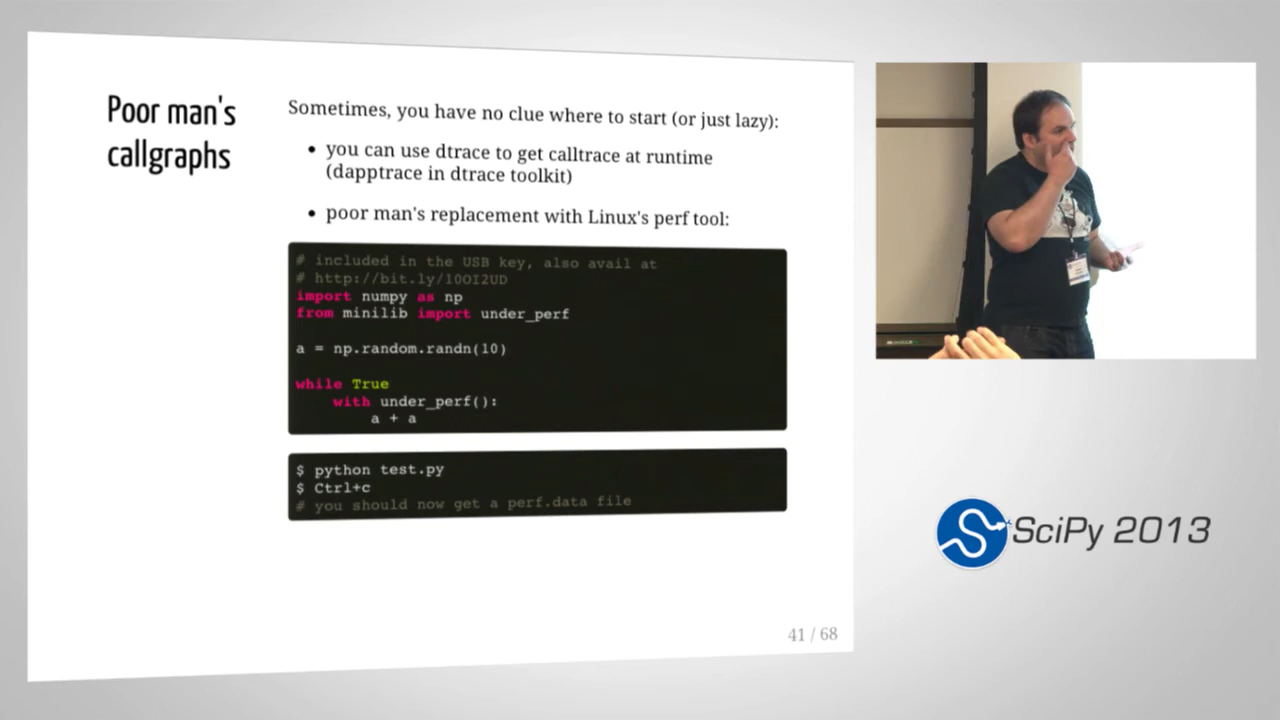 Poor man's
callgraphs
Sometimes, you have no clue where to start (or just lazy):
• you can use dtrace to get calltrace at runtime
(dapptrace in dtrace toolkit)
• poor man's replacement with Linux's perf tool:
# included in the USB key, also avail at
# http://bit.ly/10OI2UD
import numpy as np
from minilib import under_perf
a = np.random.randn(10)
while True
with under_perf():
a + a
$ python test.py
$ Ctrl+c
# you should now get a perf.data file
41 / 68
SciPy 2013